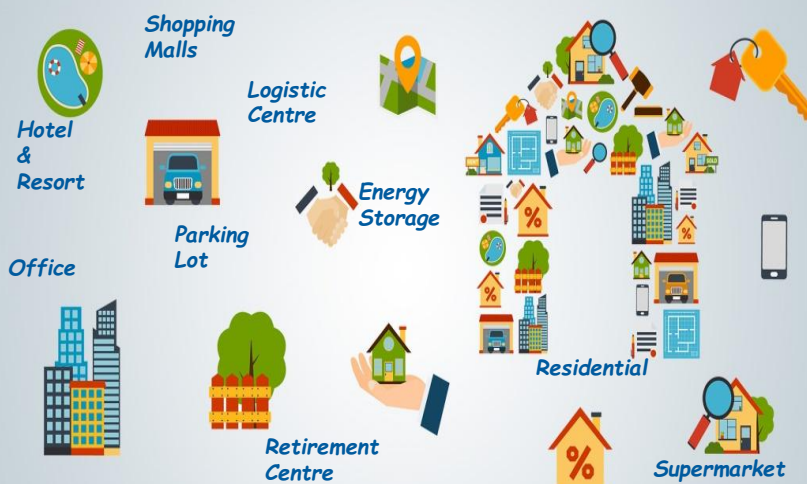 Shopping
Malls
Logistic
Centre
Hotel
&
Resort
Energy
Storage
Parking
Lot
Office
Residential
Retirement
Centre
Supermarket
%
%
%
%